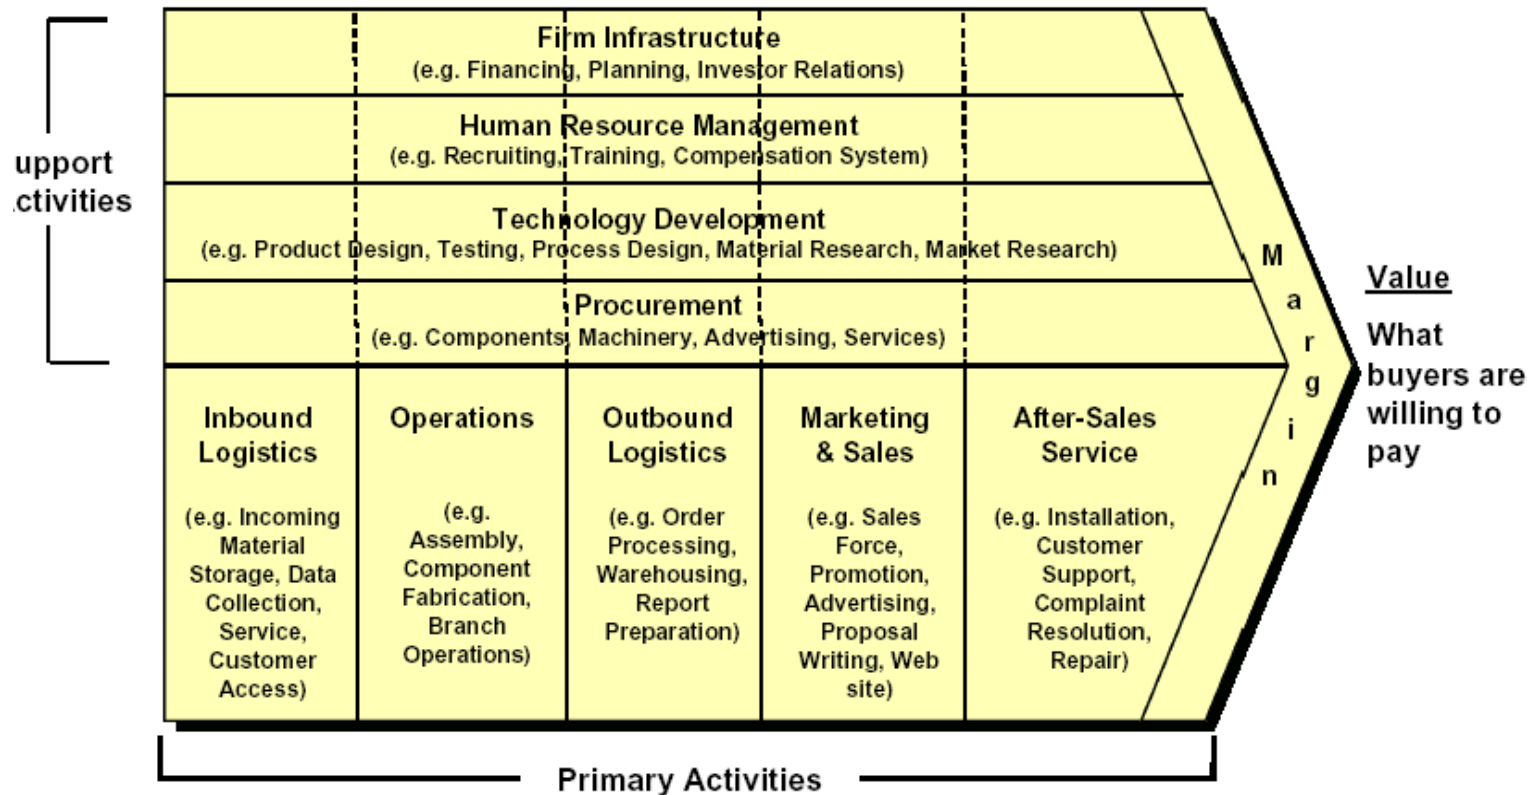 Firm Infrastructure
(e.g. Financing, Planning, Investor Relations)
Human Resource Management
(e.g. Recruiting, Training, Compensation System)
Technology Development
(e.g. Product Design, Testing, Process Design, Material Research, Market Research)
Procurement
(e.g. Components, Machinery, Advertising, Services)
upport
ctivities
Inbound
Logistics
(e.g. Incoming
Material
Storage, Data
Collection,
Service,
Customer
Access)
Operations
(e.g.
Assembly,
Component
Fabrication,
Branch
Operations)
Outbound
Logistics
(e.g. Order
Processing,
Warehousing,
Report
Preparation)
Marketing
& Sales
(e.g. Sales
Force,
Promotion,
Advertising,
Proposal
Writing, Web
site)
After-Sales
Service
(e.g. Installation,
Customer
Support,
Complaint
Resolution,
Repair)
Margin
Value
What
buyers are
willing to
pay
Primary Activities